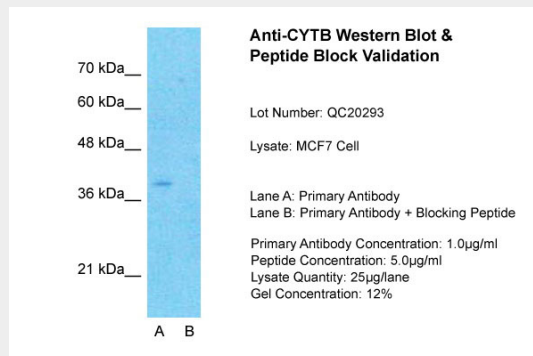 Anti-CYTB Western Blot &
Peptide Block Validation
70 kDa
60 kDa
48 kDa
36 kDa
21 kDa
A B
Lot Number: QC20293
Lysate: MCF7 Cell
Lane A: Primary Antibody
Lane B: Primary Antibody + Blocking Peptide
Primary Antibody Concentration: 1.0µg/ml
Peptide Concentration: 5.0µg/ml
Lysate Quantity: 25µg/lane
Gel Concentration: 12%